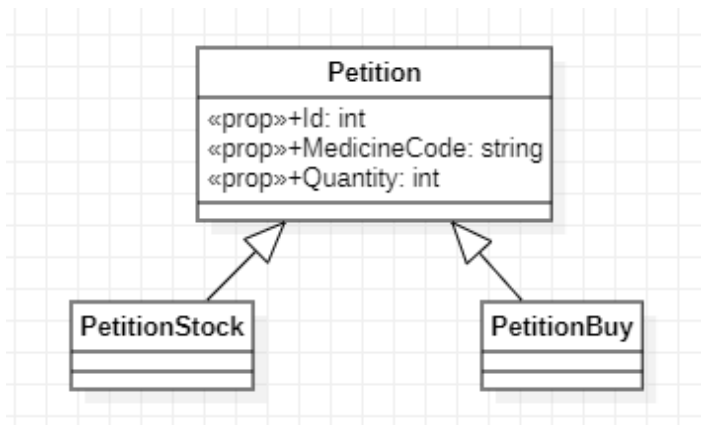 Petition
«prop»+Id: int
«prop»+MedicineCode: string
«prop»+Quantity: int
PetitionStock
PetitionBuy